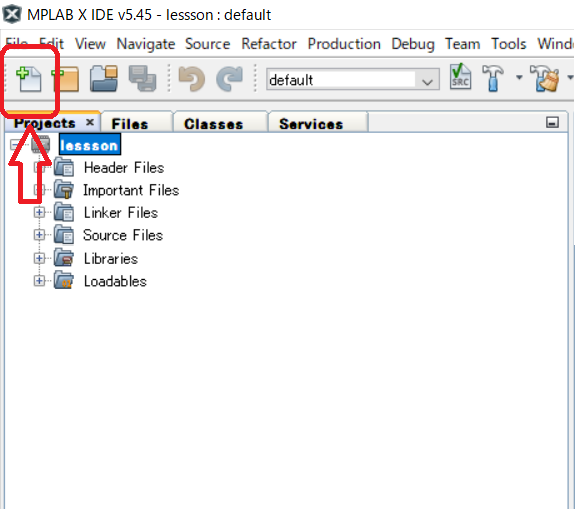 MPLAB X IDE v5.45 - lessson : default
File Edit View Navigate Source Refactor Production Debug Team Tools Wind
default
SRC
Projects × Files Classes Services
lessson
Header Files
Important Files
Linker Files
Source Files
Libraries
Loadables